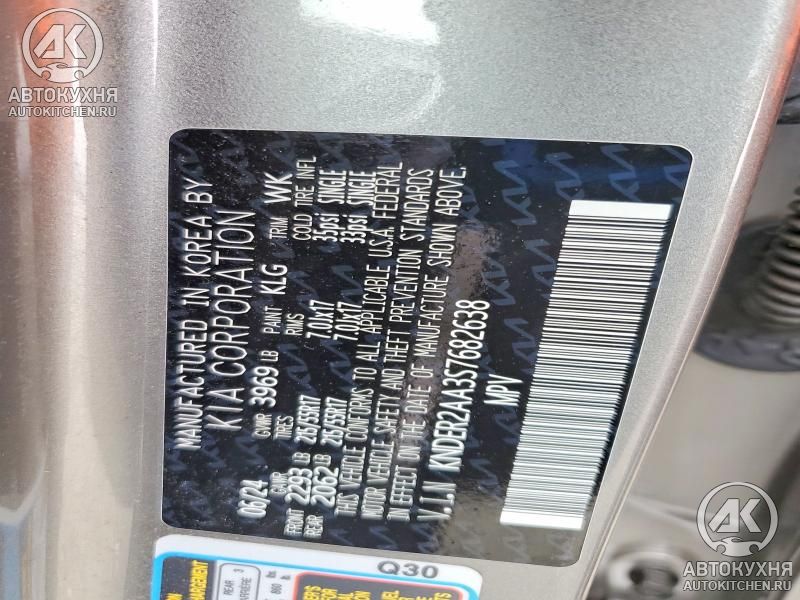 АВТОКУХНЯ
AUTOKITCHEN.RU
MANUFACTURED IN KOREA BY
KIA CORPORATION
06/24 GVWR 3969 LB PAINT KLG TRIM WK
GAWR TIRES RIMS COLD TIRE INFL
FRONT 2293 LB 215/55R17 7.0Jx17 35psi SINGLE
REAR 2062 LB 215/55R17 7.0Jx17 33psi SINGLE
THIS VEHICLE CONFORMS TO ALL APPLICABLE U.S.A. FEDERAL
MOTOR VEHICLE SAFETY AND THEFT PREVENTION STANDARDS
IN EFFECT ON THE DATE OF MANUFACTURE SHOWN ABOVE.
V.I.N KNDER2AA3S7682638
MPV
Q30
REAR 3
АВТОКУХНЯ
AUTOKITCHEN.RU